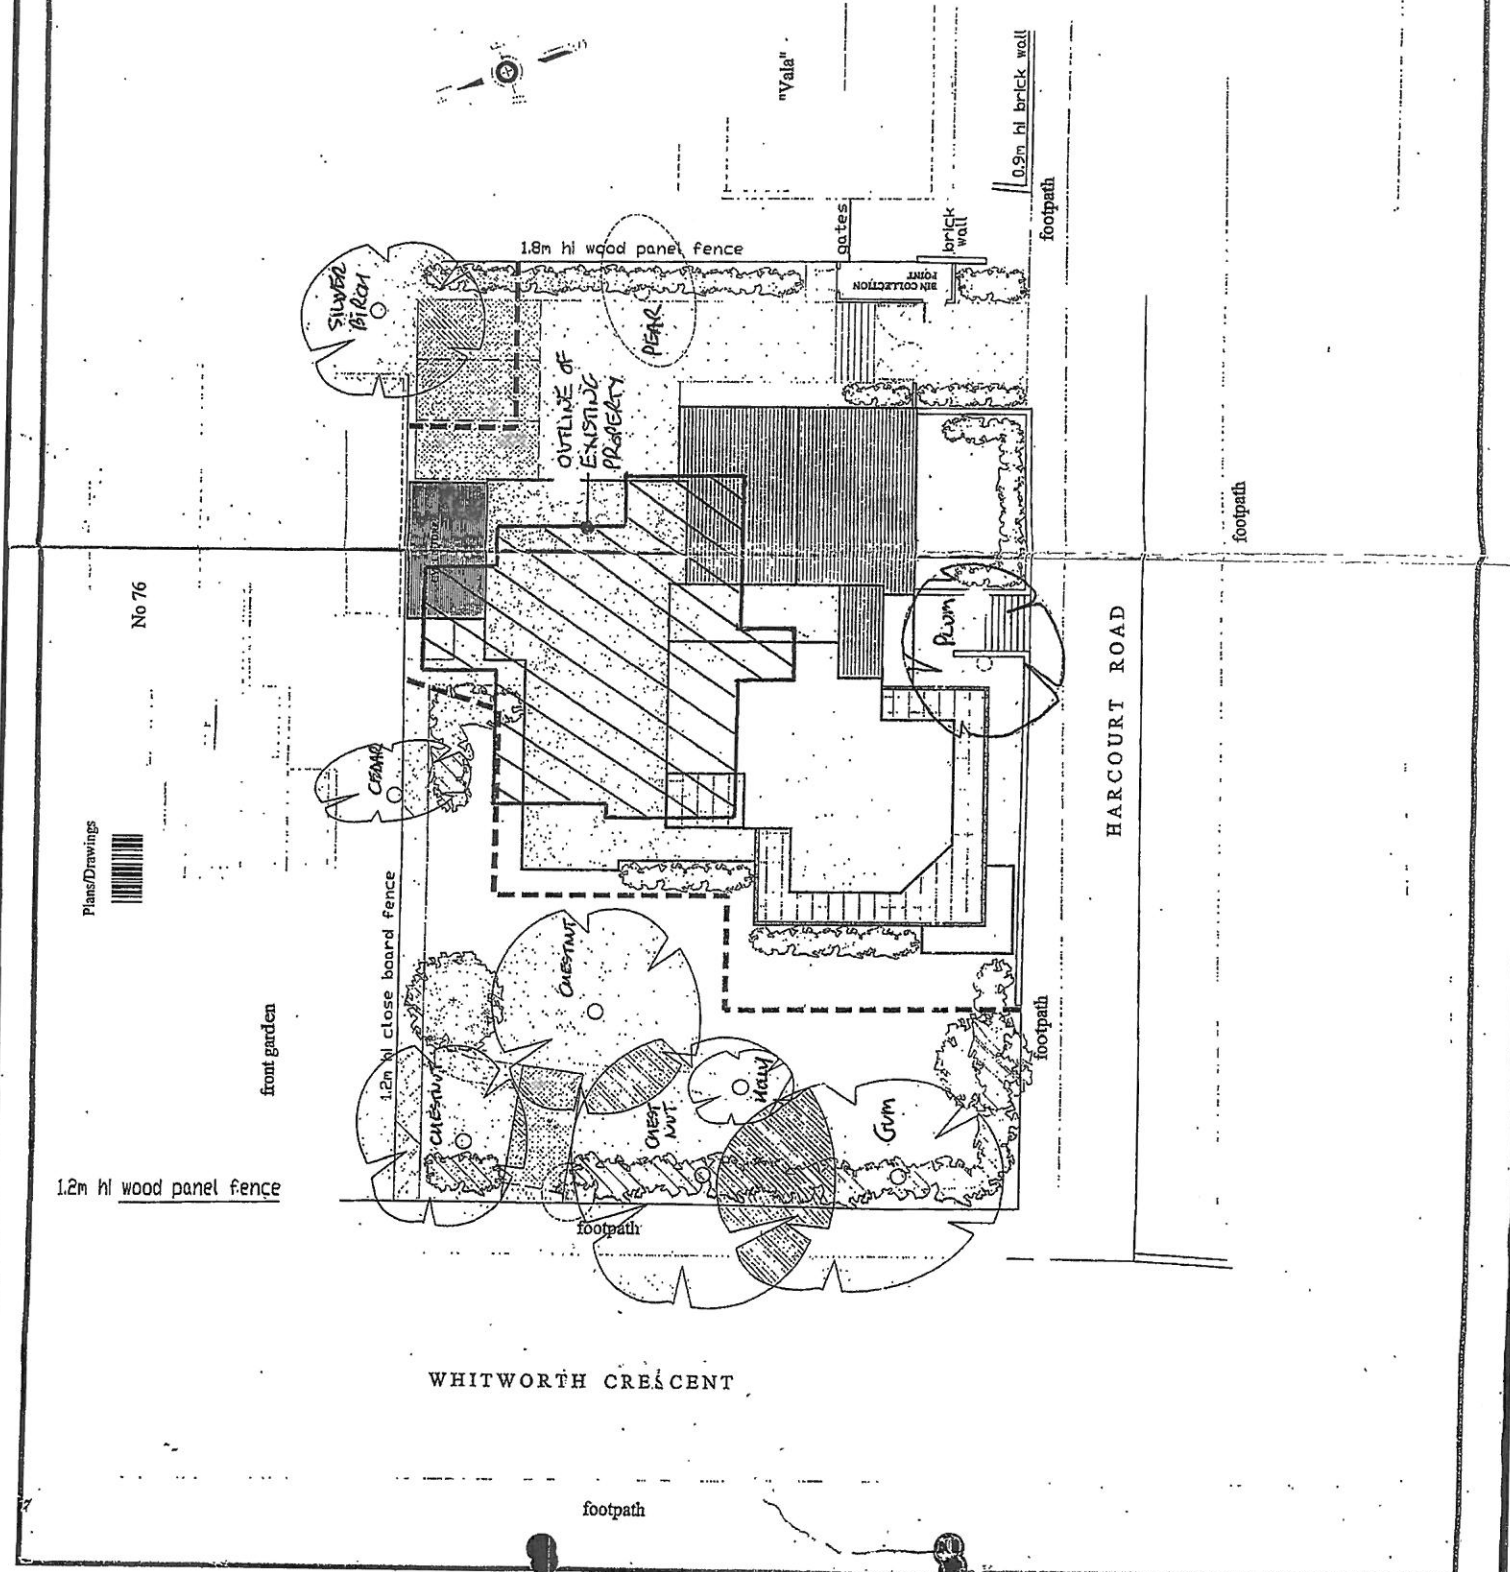 "Vala"
0.9m hi brick wall
footpath
gates
brick
wall
1.8m hi wood panel fence
BIN COLLECTION
POINT
SILVER
BIRCH
PEAR
OUTLINE OF
EXISTING
PROPERTY
footpath
No 76
PLUM
HARCOURT ROAD
CEDAR
Plans/Drawings
1.2m hi close board fence
CHESTNUT
front garden
footpath
CHESTNUT
CHEST
NUT
HOLLY
GUM
1.2m hi wood panel fence
footpath
WHITWORTH CRESCENT
footpath